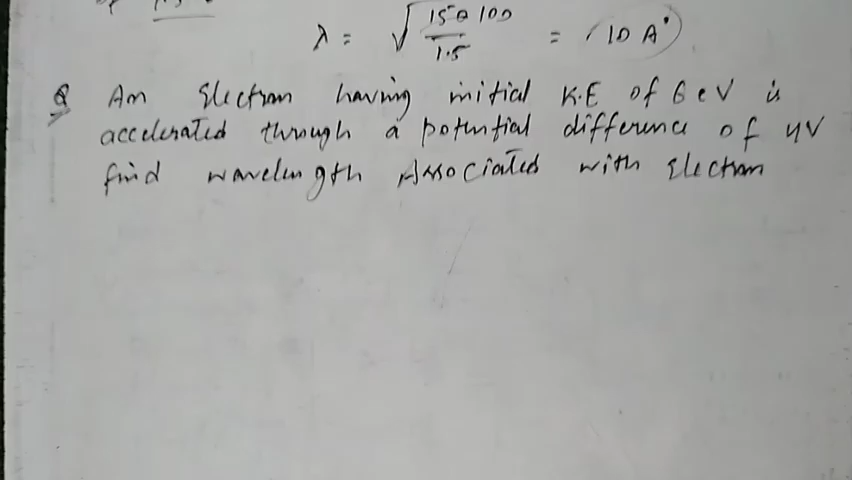 λ = √150 100 / 1.5 = 10 A°
Q An Electron having initial K.E of 6 eV is
accelerated through a potential difference of 4V
find wavelength Associated with Electron